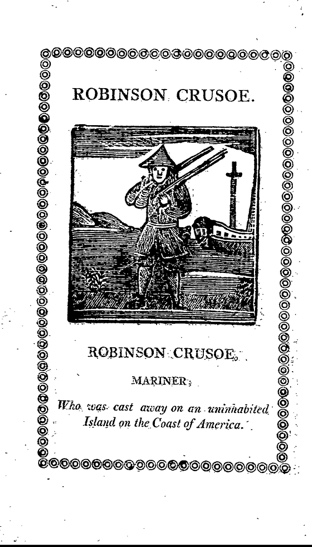 ROBINSON CRUSOE.
ROBINSON CRUSOE,
MARINER;
Who was cast away on an uninhabited
Island on the Coast of America.